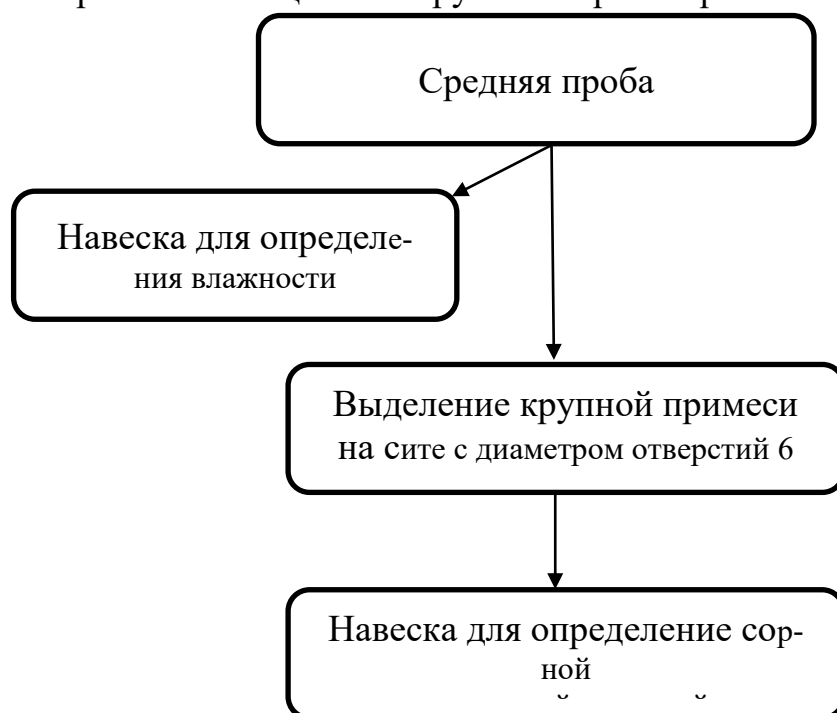 Средняя проба
Навеска для определе-
ния влажности
Выделение крупной примеси
на сите с диаметром отверстий 6
Навеска для определение сор-
ной